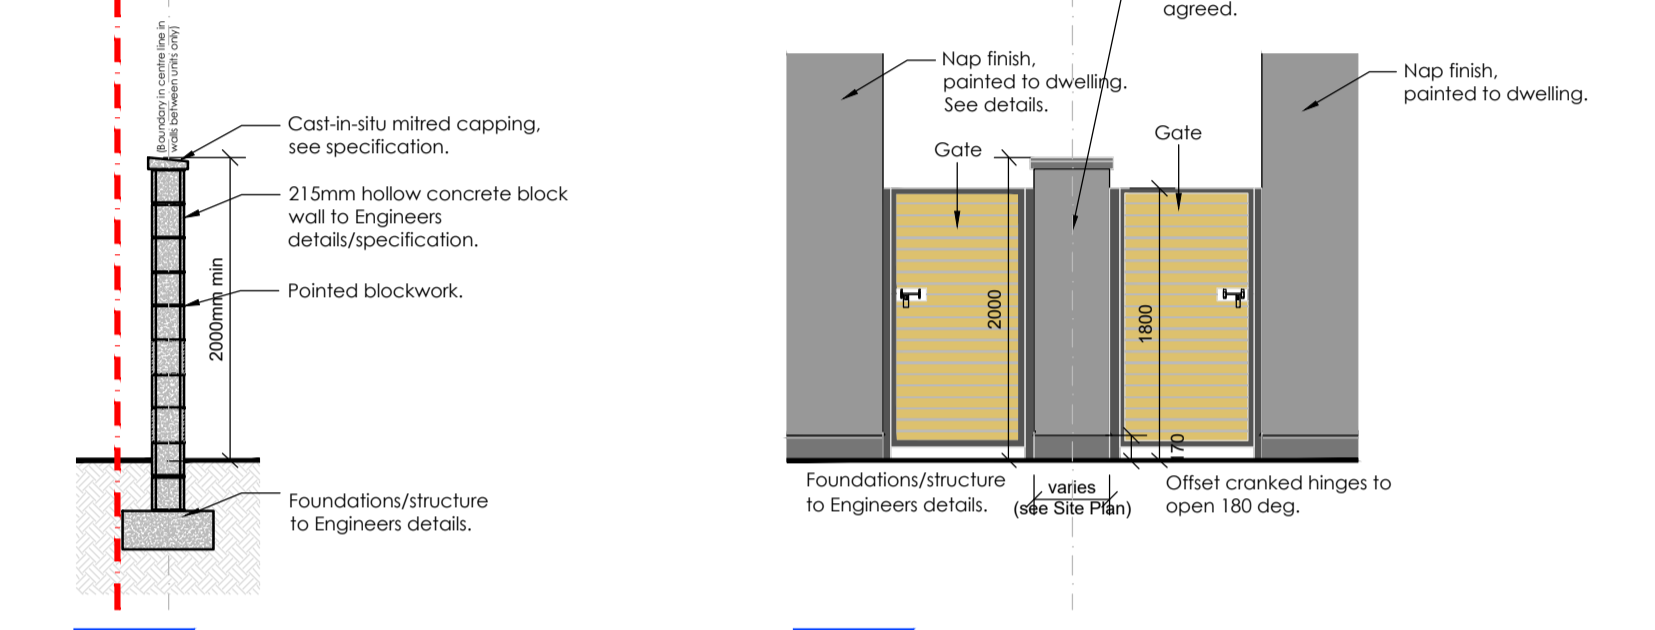 (Boundary in centre line in
walls between units only)
Cast-in-situ mitred capping,
see specification.
215mm hollow concrete block
wall to Engineers
details/specification.
2000mm min
Pointed blockwork.
Foundations/structure
to Engineers details.
agreed.
Nap finish,
painted to dwelling.
See details.
Nap finish,
painted to dwelling.
Gate
Gate
2000
1800
170
Foundations/structure
to Engineers details.
varies
(see Site Plan)
Offset cranked hinges to
open 180 deg.